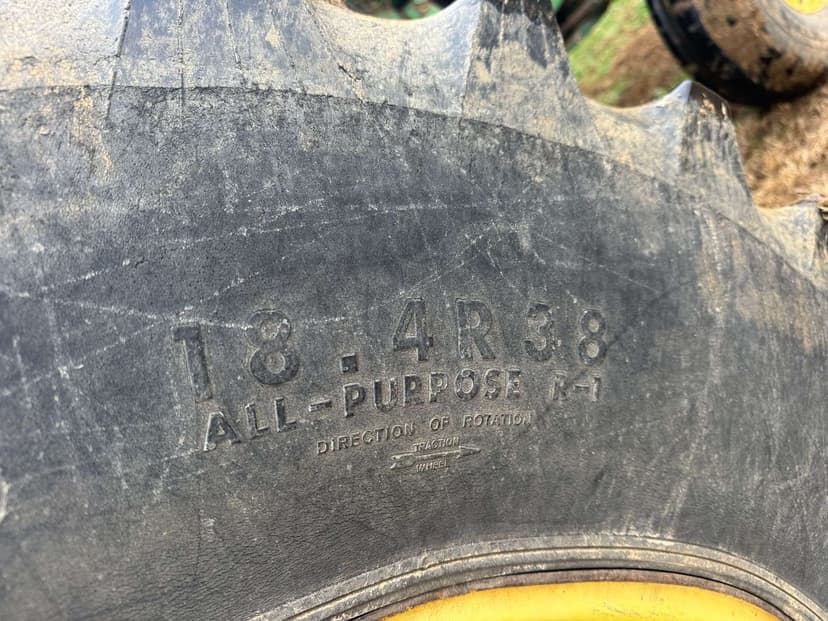 18.4R38
ALL-PURPOSE R-1
DIRECTION OF ROTATION
TRACTION
WHEEL